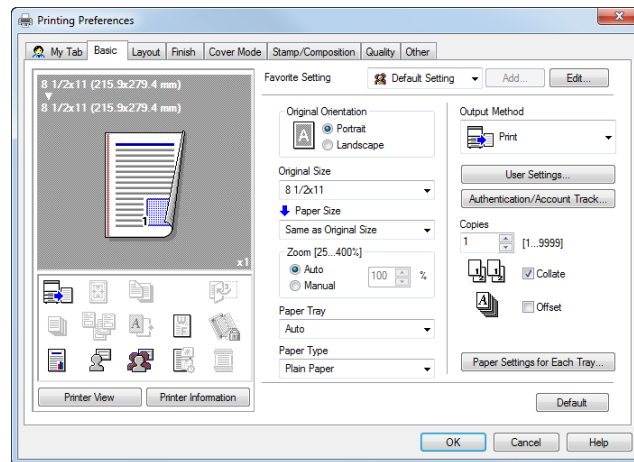 Printing Preferences
My Tab Basic Layout Finish Cover Mode Stamp/Composition Quality Other
8 1/2x11 (215.9x279.4 mm)
8 1/2x11 (215.9x279.4 mm)
1
x1
Printer View Printer Information
Favorite Setting Default Setting Add... Edit...
Original Orientation
A Portrait
Landscape
Original Size
8 1/2x11
Paper Size
Same as Original Size
Zoom [25...400%]
Auto
Manual
100 %
Paper Tray
Auto
Paper Type
Plain Paper
Output Method
Print
User Settings...
Authentication/Account Track...
Copies
1 [1...9999]
Collate
Offset
Paper Settings for Each Tray...
Default
OK Cancel Help